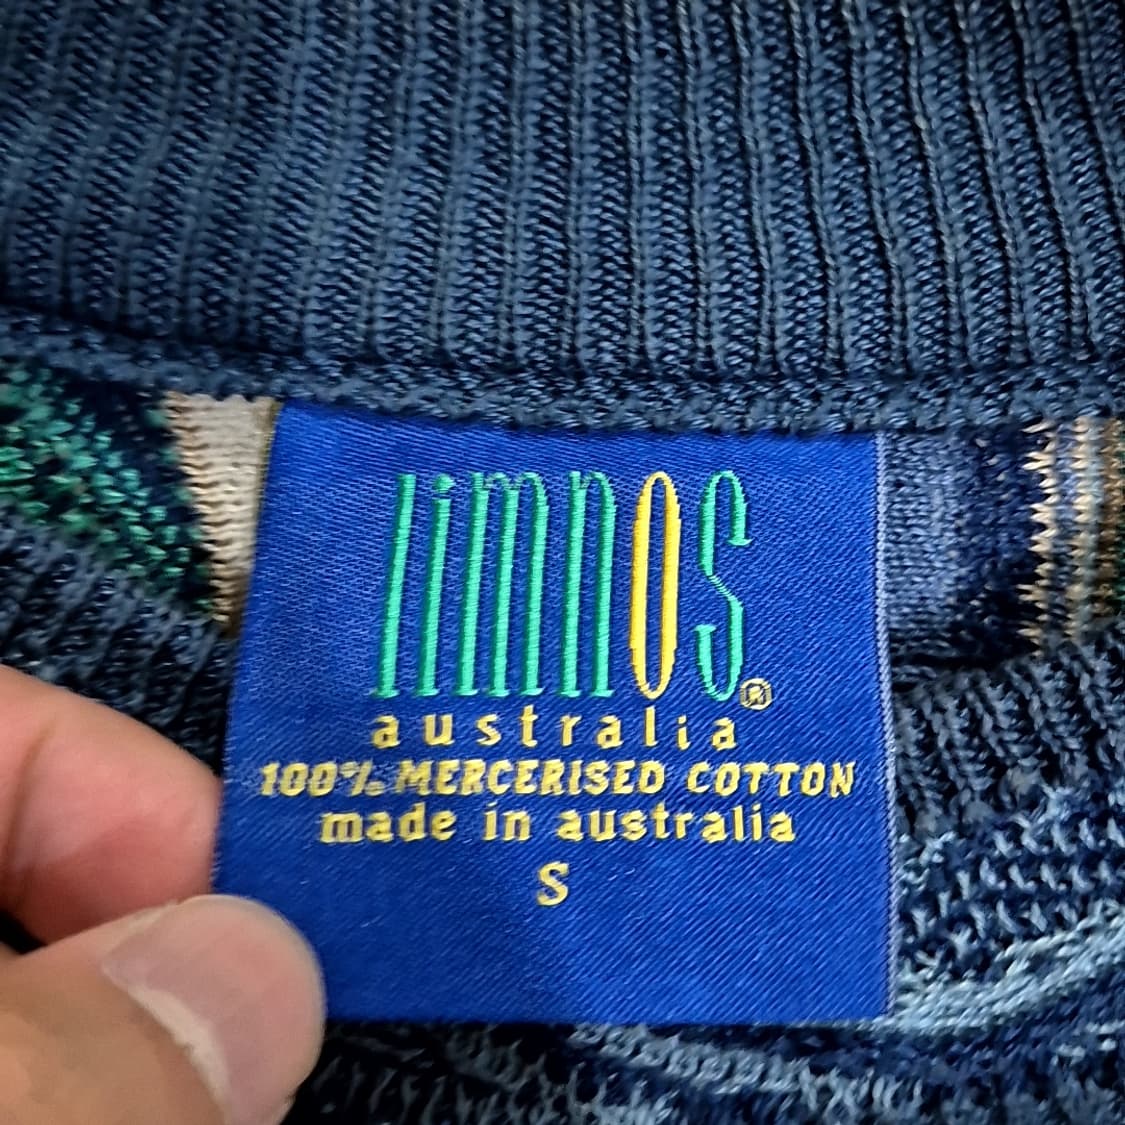 limnos®
australia
100% MERCERISED COTTON
made in australia
S